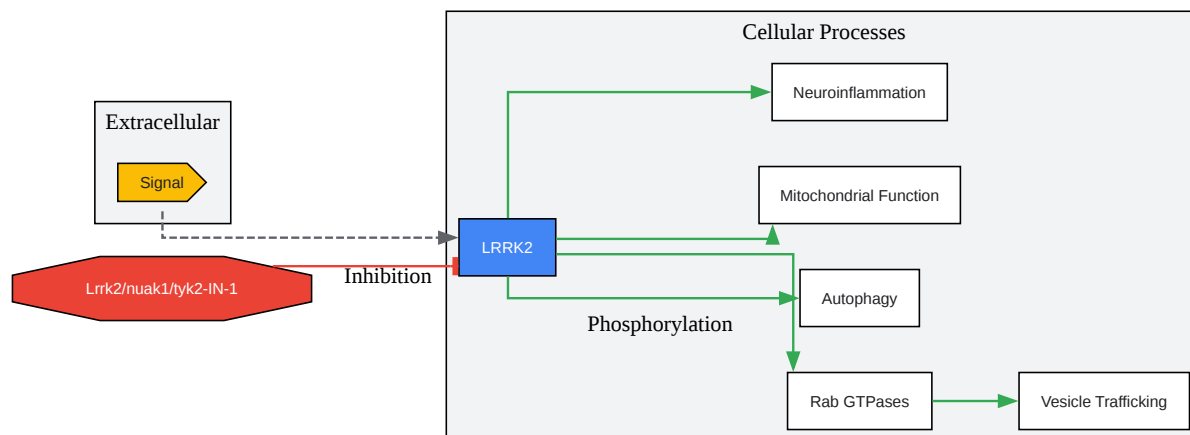 Cellular Processes
Neuroinflammation
Extracellular
Signal
Mitochondrial Function
LRRK2
Inhibition
Lrrk2/nuak1/tyk2-IN-1
Autophagy
Phosphorylation
Rab GTPases
Vesicle Trafficking